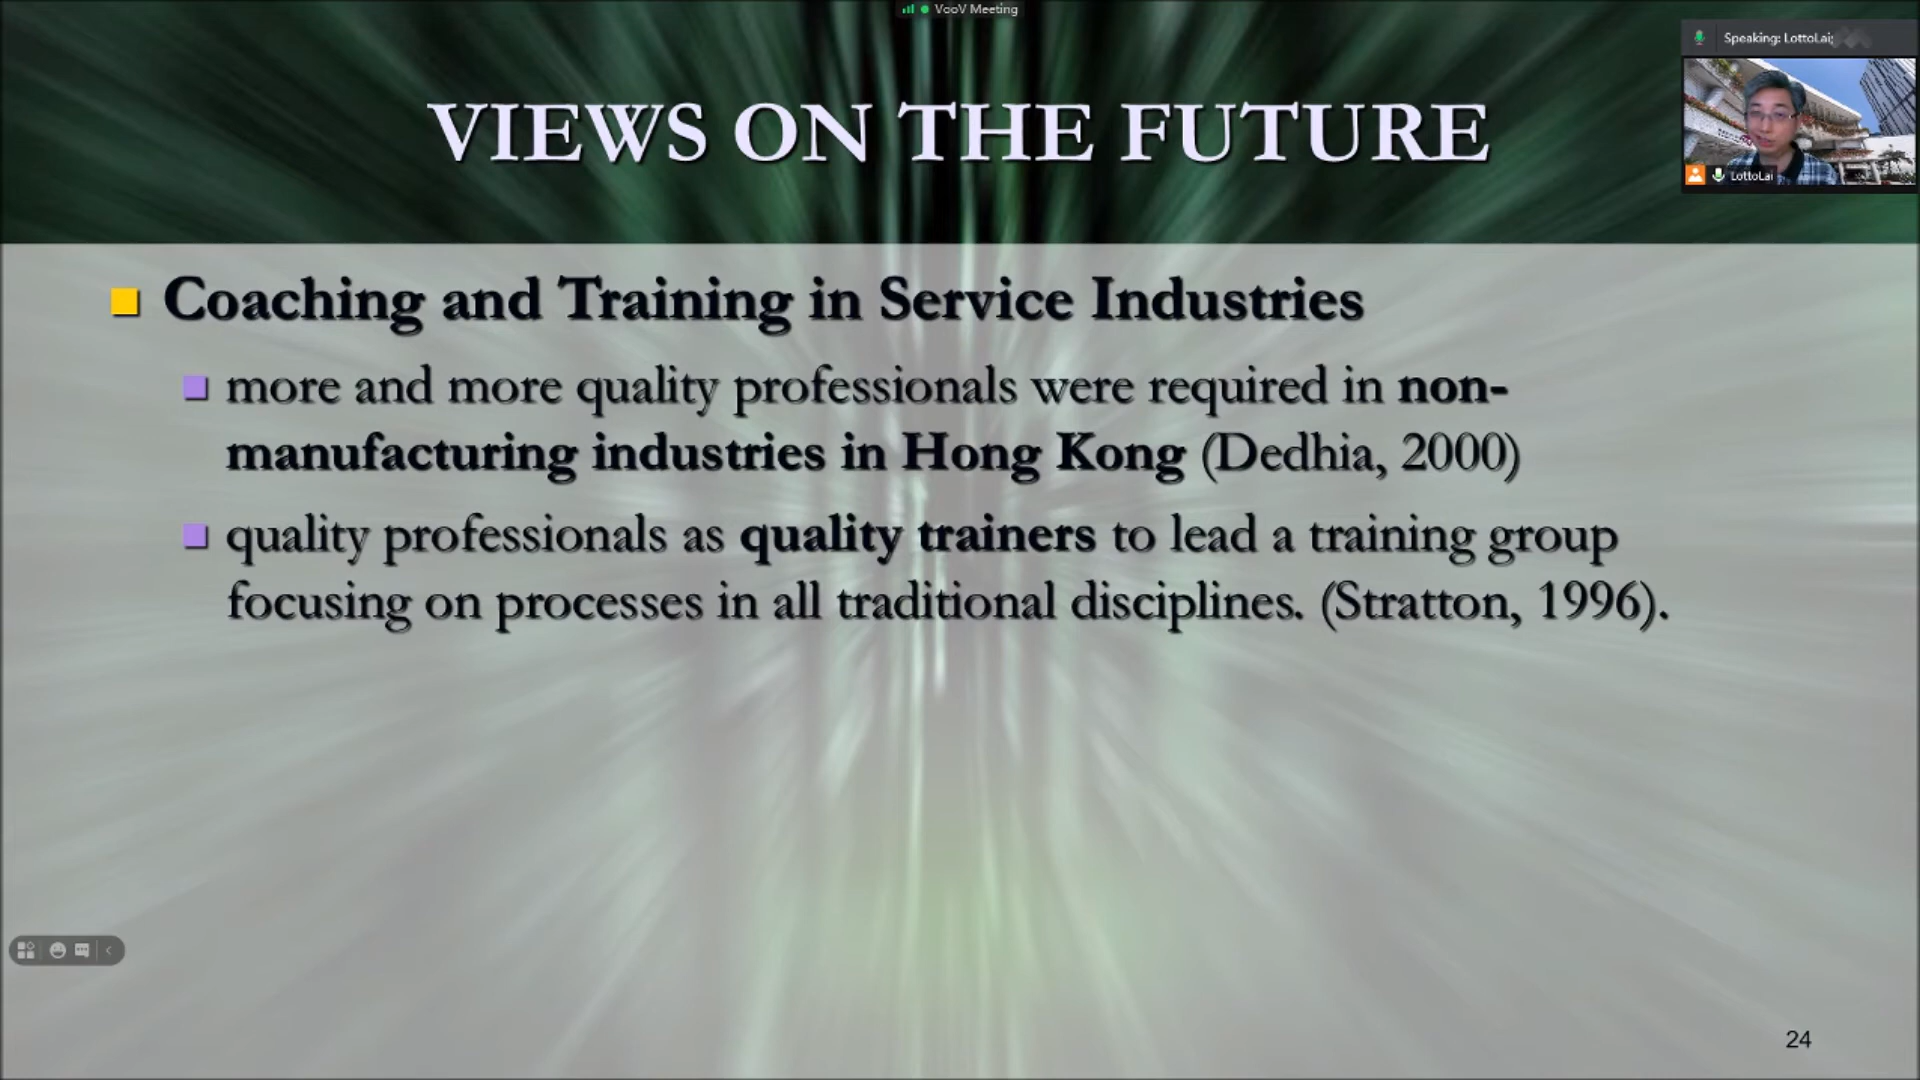 VooV Meeting
Speaking: LottoLai;
LottoLai
VIEWS ON THE FUTURE
Coaching and Training in Service Industries
more and more quality professionals were required in non-
manufacturing industries in Hong Kong (Dedhia, 2000)
quality professionals as quality trainers to lead a training group
focusing on processes in all traditional disciplines. (Stratton, 1996).
24